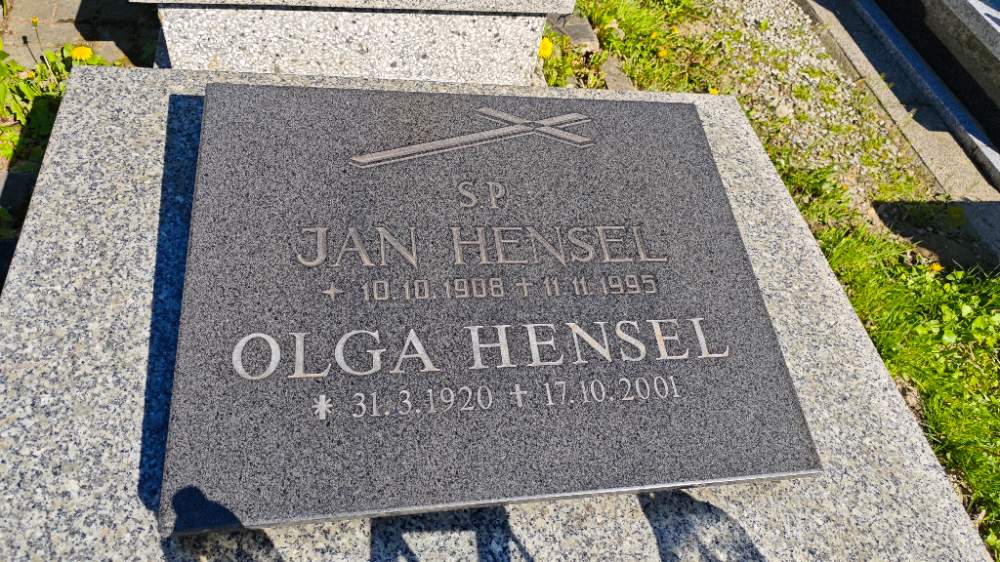 SP
JAN HENSEL
+ 10.10.1908 + 11.11.1995
OLGA HENSEL
* 31.3.1920 + 17.10.2001